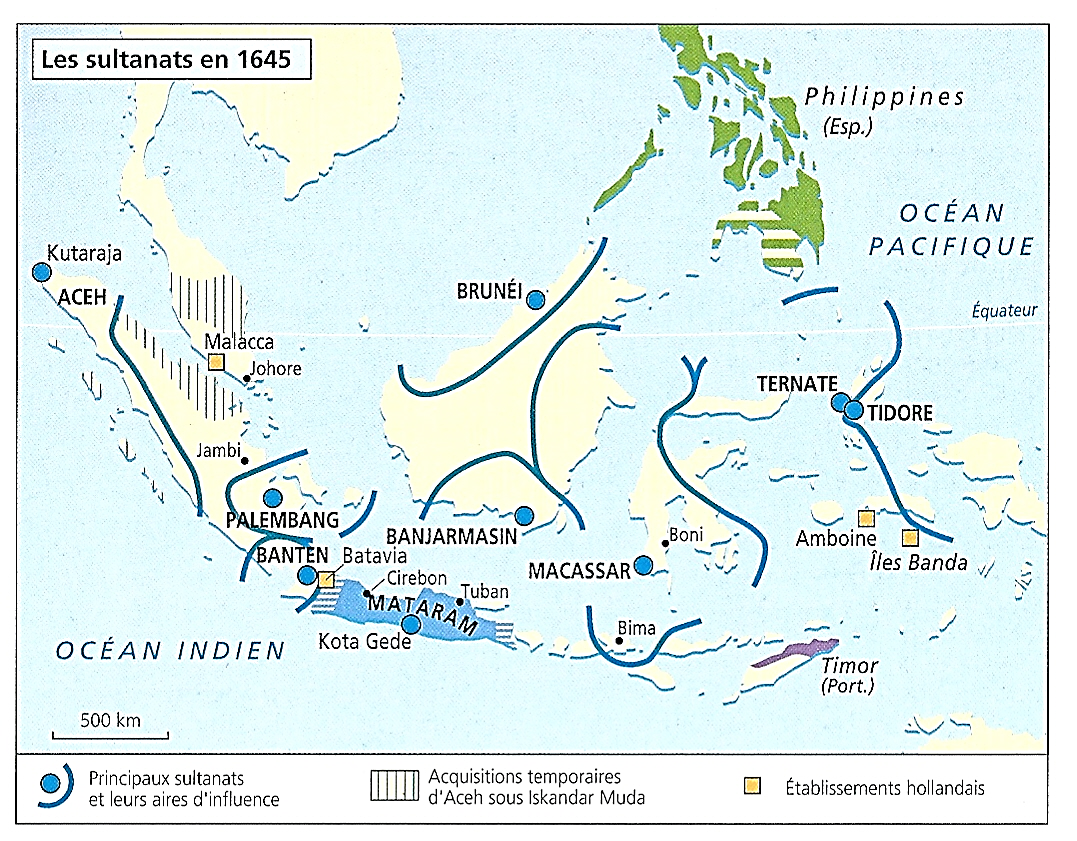 Les sultanats en 1645
Philippines
(Esp.)
OCÉAN
PACIFIQUE
Kutaraja
ACEH
BRUNÉI
Équateur
Malacca
Johore
TERNATE
TIDORE
Jambi
PALEMBANG
BANJARMASIN
Boni
Amboine
Îles Banda
BANTEN
Batavia
MACASSAR
Cirebon
Tuban
MATARAM
Kota Gede
Bima
OCÉAN INDIEN
Timor
(Port.)
500 km
Principaux sultanats
et leurs aires d'influence
Acquisitions temporaires
d'Aceh sous Iskandar Muda
Établissements hollandais